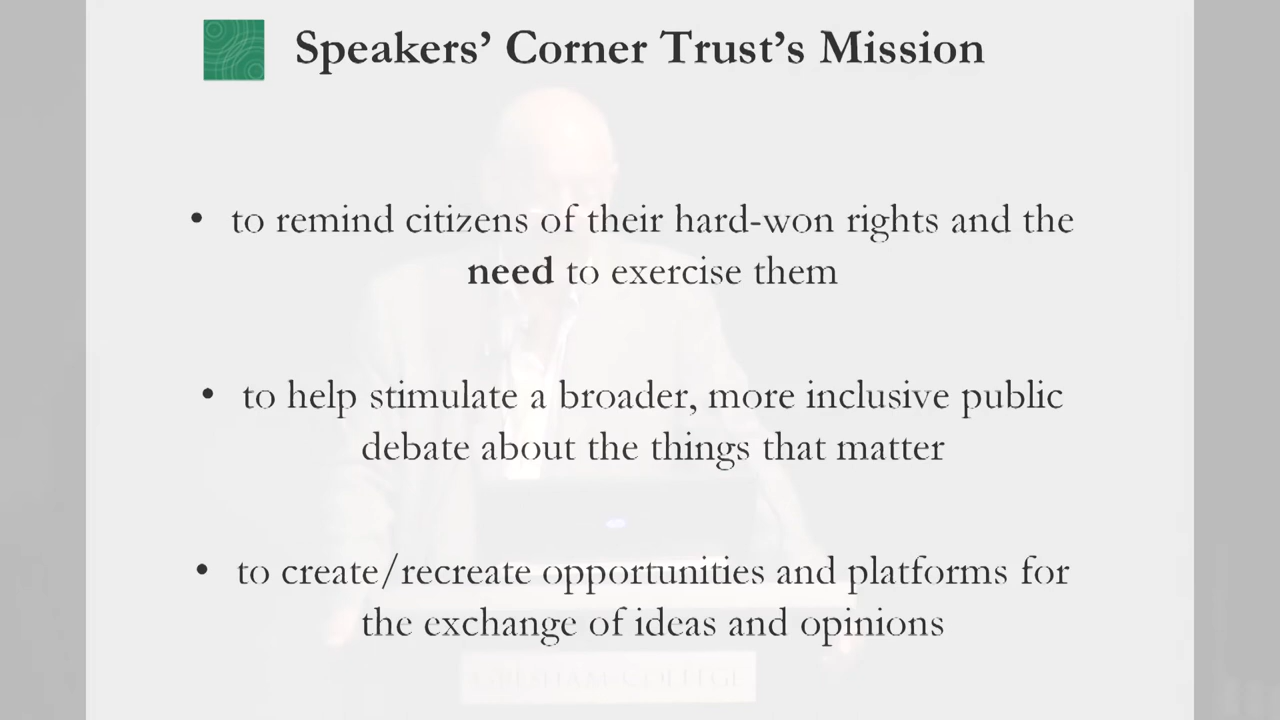 Speakers’ Corner Trust’s Mission
• to remind citizens of their hard-won rights and the
need to exercise them
• to help stimulate a broader, more inclusive public
debate about the things that matter
• to create/recreate opportunities and platforms for
the exchange of ideas and opinions
GRESHAM COLLEGE